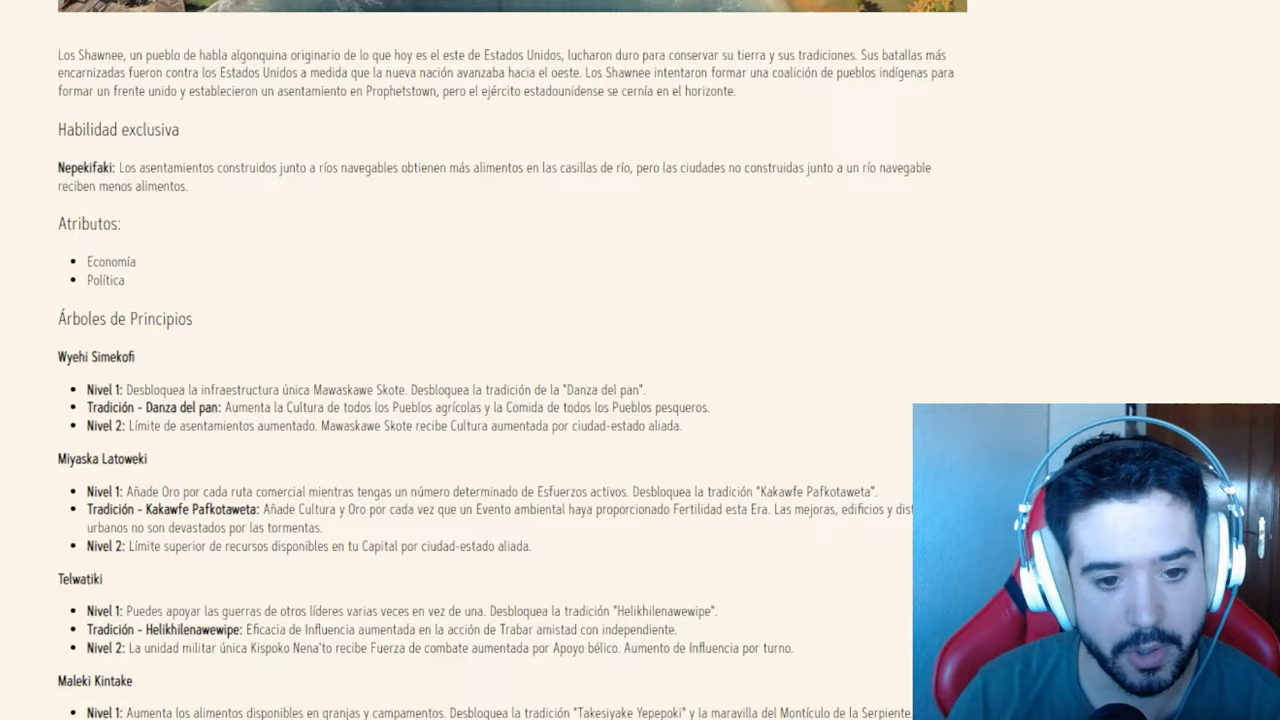 Los Shawnee, un pueblo de habla algonquina originario de lo que hoy es el este de Estados Unidos, lucharon duro para conservar su tierra y sus tradiciones. Sus batallas más
encarnizadas fueron contra los Estados Unidos a medida que la nueva nación avanzaba hacia el oeste. Los Shawnee intentaron formar una coalición de pueblos indígenas para
formar un frente unido y establecieron un asentamiento en Prophetstown, pero el ejército estadounidense se cernía en el horizonte.
Habilidad exclusiva
Nepekifaki: Los asentamientos construidos junto a ríos navegables obtienen más alimentos en las casillas de río, pero las ciudades no construidas junto a un río navegable
reciben menos alimentos.
Atributos:
• Economía
• Política
Árboles de Principios
Wyehi Simekofi
• Nivel 1: Desbloquea la infraestructura única Mawaskawe Skote. Desbloquea la tradición de la "Danza del pan".
• Tradición - Danza del pan: Aumenta la Cultura de todos los Pueblos agrícolas y la Comida de todos los Pueblos pesqueros.
• Nivel 2: Límite de asentamientos aumentado. Mawaskawe Skote recibe Cultura aumentada por ciudad-estado aliada.
Miyaska Latoweki
• Nivel 1: Añade Oro por cada ruta comercial mientras tengas un número determinado de Esfuerzos activos. Desbloquea la tradición "Kakawfe Pafkotaweta".
• Tradición - Kakawfe Pafkotaweta: Añade Cultura y Oro por cada vez que un Evento ambiental haya proporcionado Fertilidad esta Era. Las mejoras, edificios y dist
urbanos no son devastados por las tormentas.
• Nivel 2: Límite superior de recursos disponibles en tu Capital por ciudad-estado aliada.
Telwatiki
• Nivel 1: Puedes apoyar las guerras de otros líderes varias veces en vez de una. Desbloquea la tradición "Helikhilenawewipe".
• Tradición - Helikhilenawewipe: Eficacia de Influencia aumentada en la acción de Trabar amistad con independiente.
• Nivel 2: La unidad militar única Kispoko Nena'to recibe Fuerza de combate aumentada por Apoyo bélico. Aumento de Influencia por turno.
Maleki Kintake
• Nivel 1: Aumenta los alimentos disponibles en granjas y campamentos. Desbloquea la tradición "Takesiyake Yepepoki" y la maravilla del Montículo de la Serpiente.